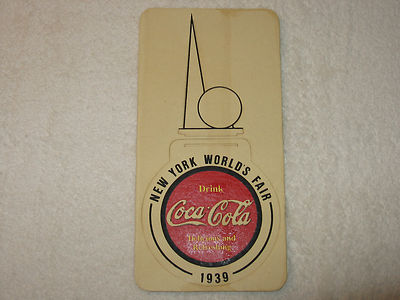 NEW YORK WORLD'S FAIR
Drink
Coca-Cola
Delicious and
Refreshing
1939